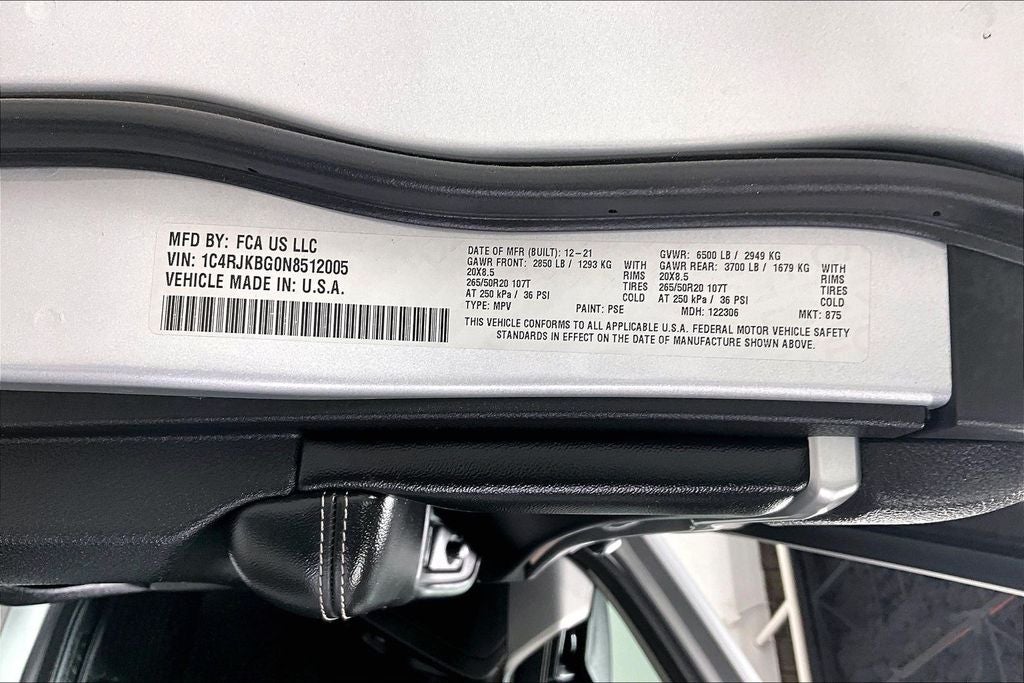 MFD BY: FCA US LLC
VIN: 1C4RJKBG0N8512005
VEHICLE MADE IN: U.S.A.
DATE OF MFR (BUILT): 12-21 GVWR: 6500 LB / 2949 KG
GAWR FRONT: 2850 LB / 1293 KG WITH GAWR REAR: 3700 LB / 1679 KG WITH
20X8.5 RIMS 20X8.5 RIMS
265/50R20 107T TIRES 265/50R20 107T TIRES
AT 250 kPa / 36 PSI COLD AT 250 kPa / 36 PSI COLD
TYPE: MPV PAINT: PSE MDH: 122306 MKT: 875
THIS VEHICLE CONFORMS TO ALL APPLICABLE U.S.A. FEDERAL MOTOR VEHICLE SAFETY
STANDARDS IN EFFECT ON THE DATE OF MANUFACTURE SHOWN ABOVE.